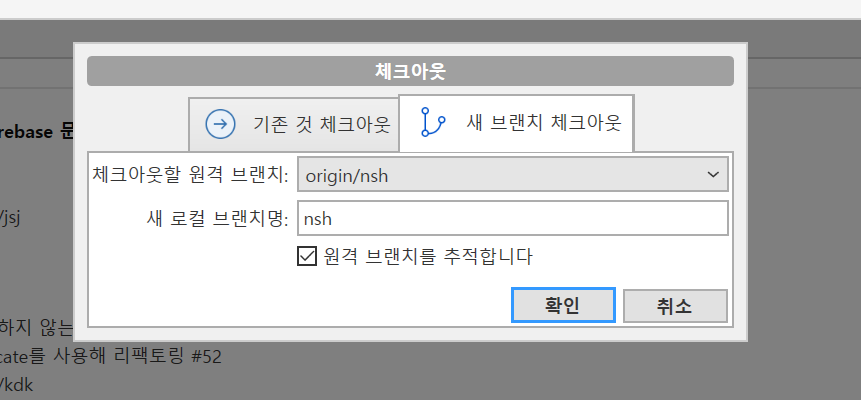 체크아웃
기존 것 체크아웃
새 브랜치 체크아웃
rebase 문
체크아웃할 원격 브랜치: origin/nsh
/jsj
새 로컬 브랜치명: nsh
원격 브랜치를 추적합니다
확인 취소
하지 않는
cate를 사용해 리팩토링 #52
/kdk